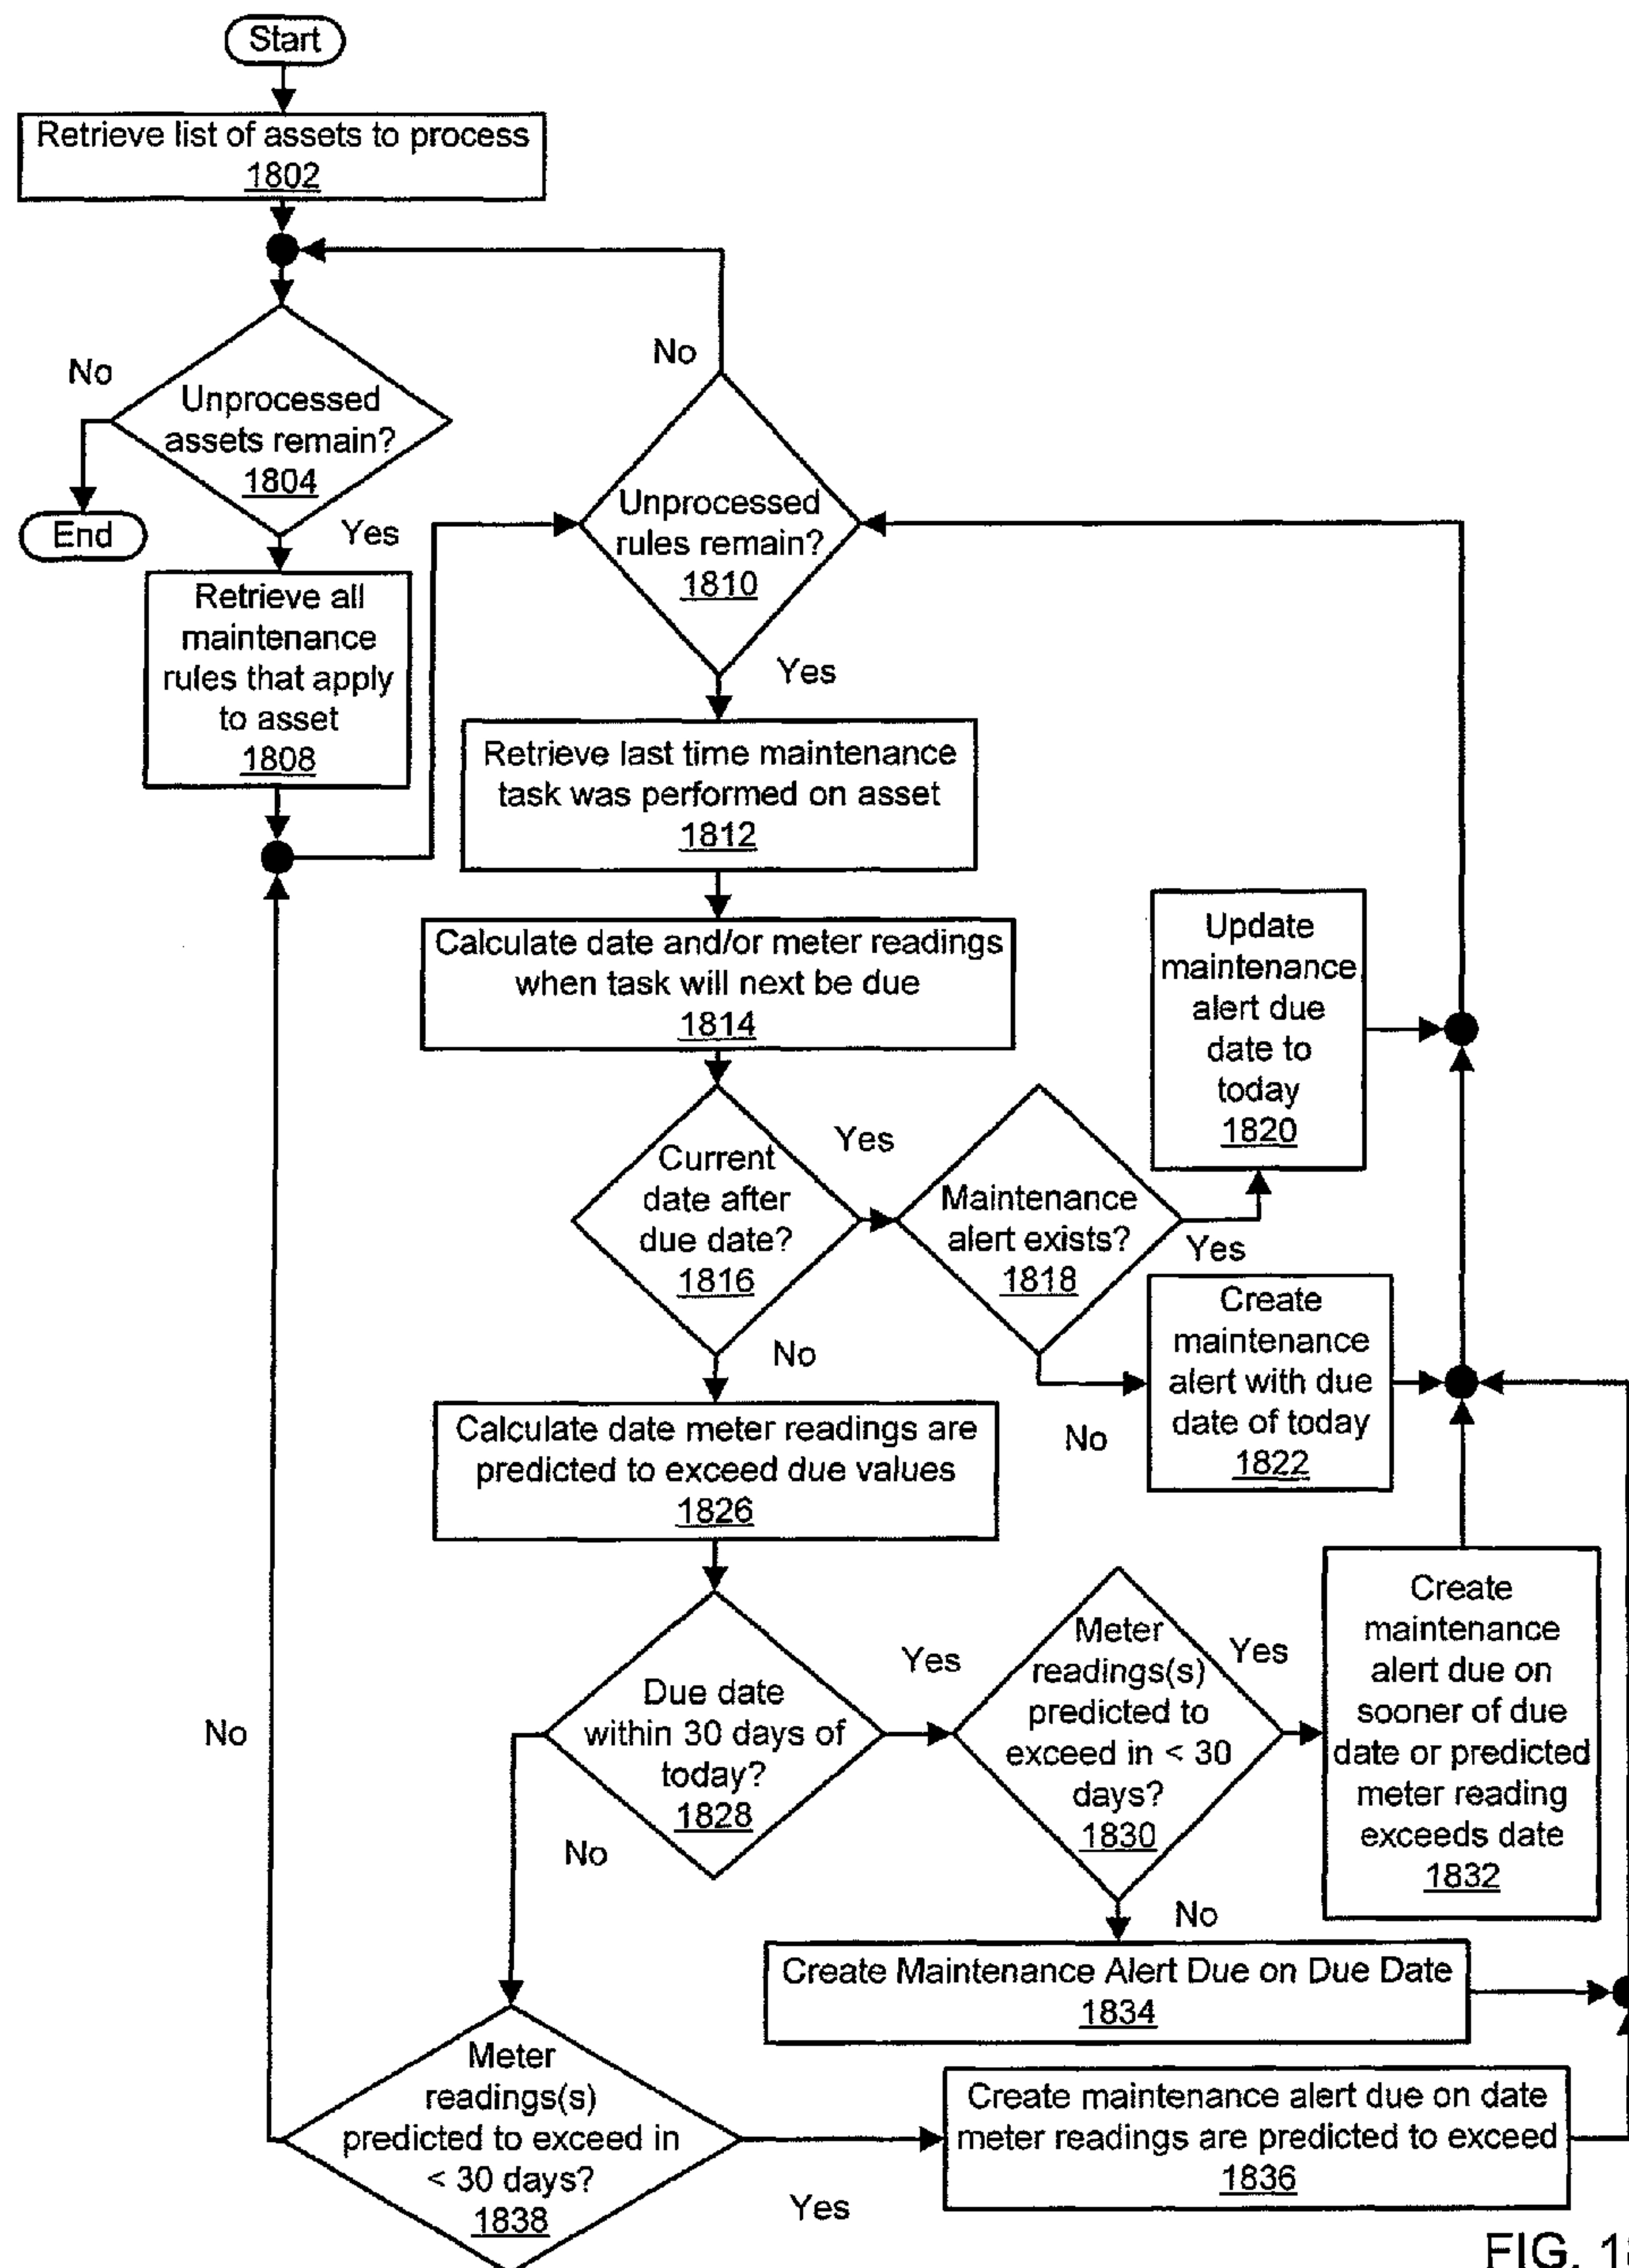 Start
Retrieve list of assets to process
1802
No
Unprocessed
assets remain?
1804
End
Yes
Retrieve all
maintenance
rules that apply
to asset
1808
No
Unprocessed
rules remain?
1810
Yes
Retrieve last time maintenance
task was performed on asset
1812
Calculate date and/or meter readings
when task will next be due
1814
Current
date after
due date?
1816
Yes
Maintenance
alert exists?
1818
Yes
Update
maintenance
alert due
date to
today
1820
No
Create
maintenance
alert with due
date of today
1822
No
Calculate date meter readings are
predicted to exceed due values
1826
Due date
within 30 days of
today?
1828
Yes
Meter
readings(s)
predicted to
exceed in < 30
days?
1830
Yes
Create
maintenance
alert due on
sooner of due
date or predicted
meter reading
exceeds date
1832
No
Create Maintenance Alert Due on Due Date
1834
No
Meter
readings(s)
predicted to exceed in
< 30 days?
1838
No
Yes
Create maintenance alert due on date
meter readings are predicted to exceed
1836
FIG. 18